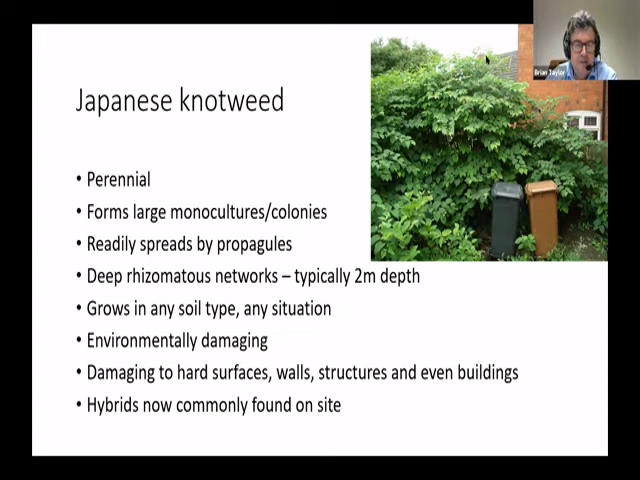 Brian Taylor
Japanese knotweed
• Perennial
• Forms large monocultures/colonies
• Readily spreads by propagules
• Deep rhizomatous networks – typically 2m depth
• Grows in any soil type, any situation
• Environmentally damaging
• Damaging to hard surfaces, walls, structures and even buildings
• Hybrids now commonly found on site